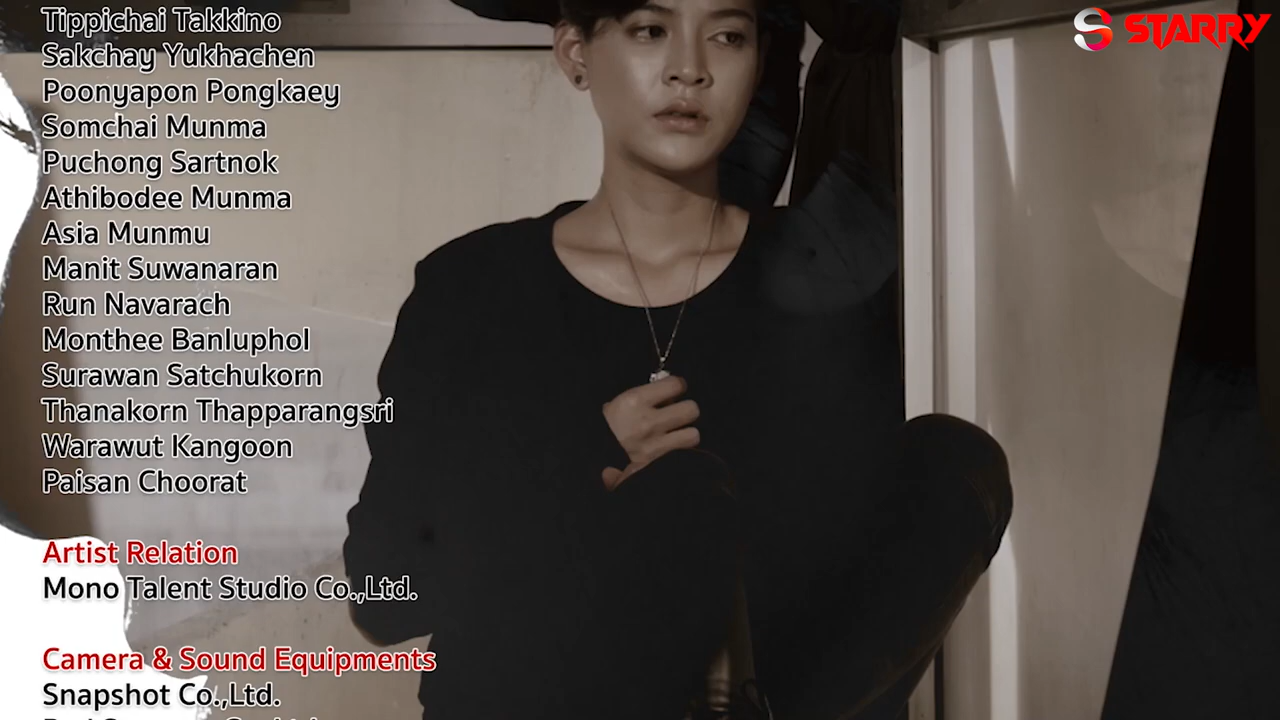 Tippichai Takkino
STARRY
Sakchay Yukhachen
Poonyapon Pongkaey
Somchai Munma
Puchong Sartnok
Athibodee Munma
Asia Munmu
Manit Suwanaran
Run Navarach
Monthee Banluphol
Surawan Satchukorn
Thanakorn Thapparangsri
Warawut Kangoon
Paisan Choorat
Artist Relation
Mono Talent Studio Co.,Ltd.
Camera & Sound Equipments
Snapshot Co.,Ltd.